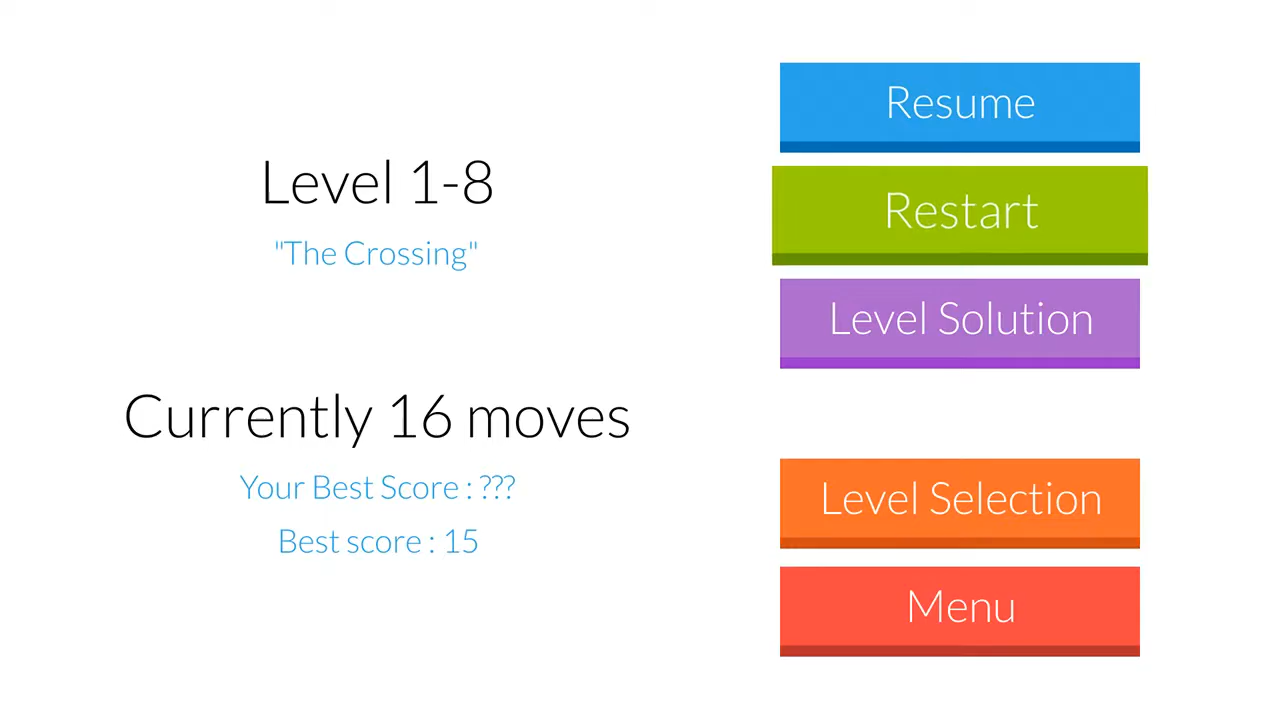 Level 1-8
"The Crossing"
Currently 16 moves
Your Best Score : ???
Best score : 15
Resume
Restart
Level Solution
Level Selection
Menu